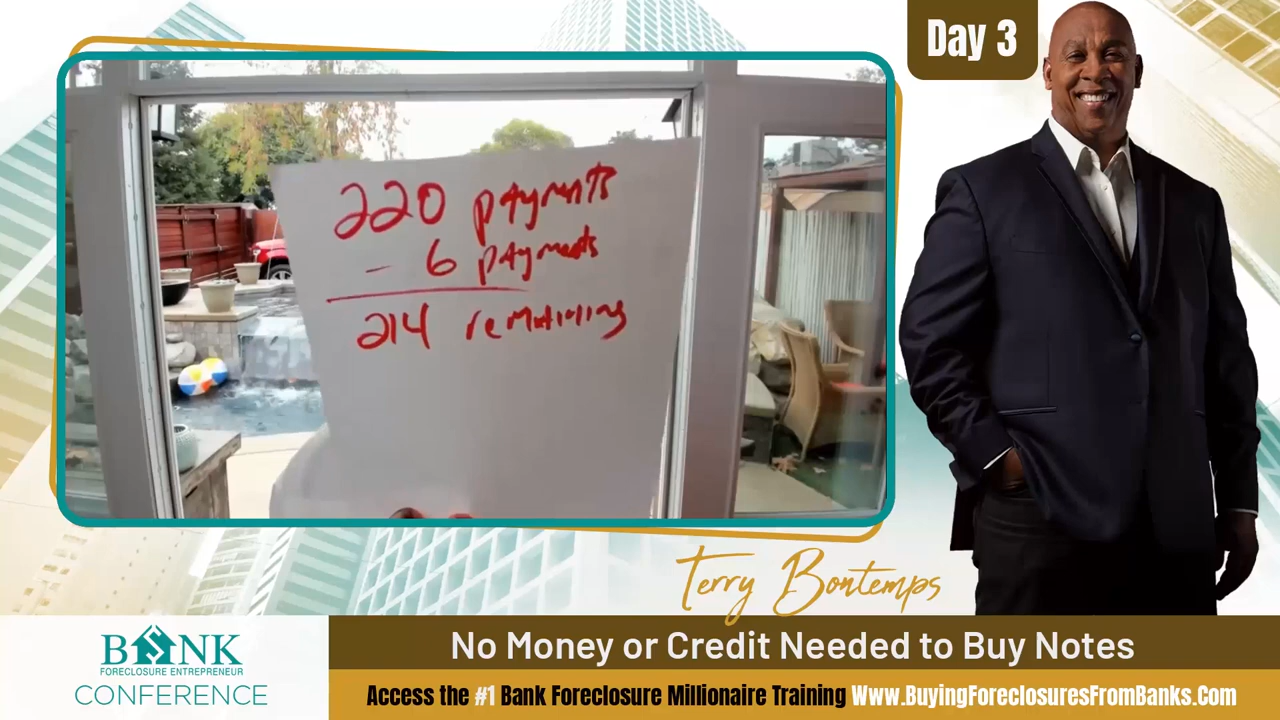 Day 3
220 payments
- 6 payments
214 remaining
Terry Bontemps
BANK
FORECLOSURE ENTREPRENEUR
CONFERENCE
No Money or Credit Needed to Buy Notes
Access the #1 Bank Foreclosure Millionaire Training Www.BuyingForeclosuresFromBanks.Com